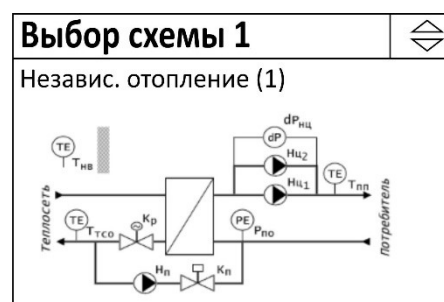 Выбор схемы 1
Независ. отопление (1)
dPнц
dP
TE
Tнв
Нц2
Нц1
TE
Tпп
Теплосеть
TE
Tтсо
Кр
PE
Pпо
Потребитель
Нп
Кп